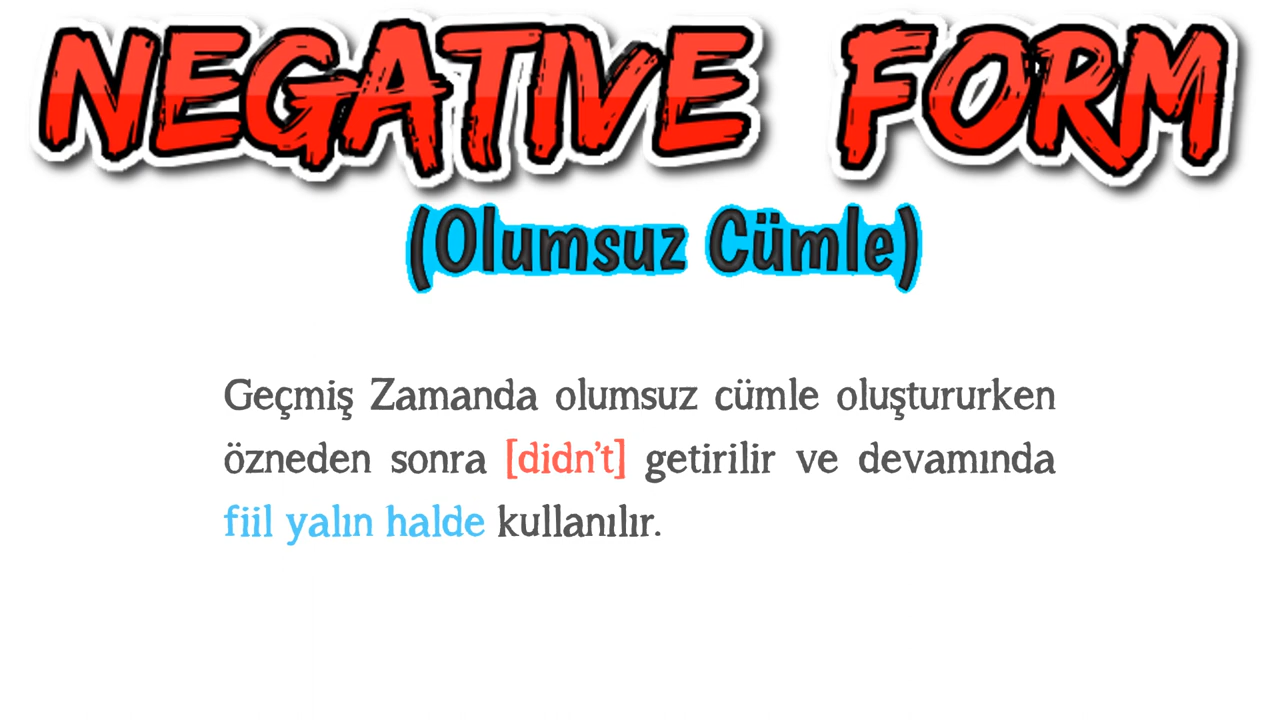 NEGATIVE FORM
(Olumsuz Cümle)
Geçmiş Zamanda olumsuz cümle oluştururken
özneden sonra [didn't] getirilir ve devamında
fiil yalın halde kullanılır.